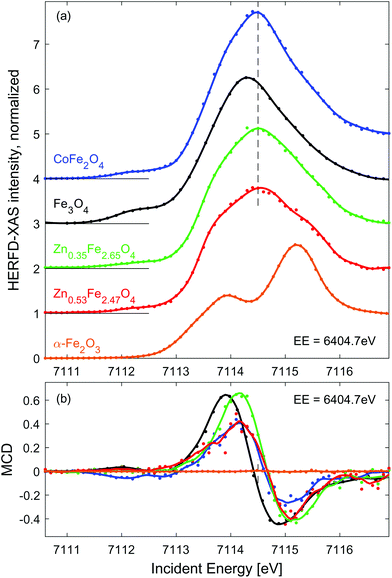 (a)
7
6
5
4
3
2
1
0
HERFD-XAS intensity, normalized
CoFe2O4
Fe3O4
Zn0.35Fe2.65O4
Zn0.53Fe2.47O4
α-Fe2O3
EE = 6404.7eV
7111 7112 7113 7114 7115 7116
(b)
EE = 6404.7eV
0.6
0.4
0.2
0
-0.2
-0.4
MCD
7111 7112 7113 7114 7115 7116
Incident Energy [eV]